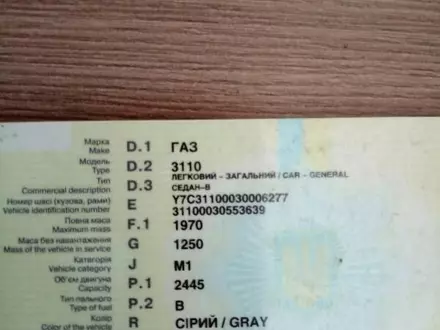 Марка
Make D.1 ГАЗ
Модель
Type D.2 3110
Тип ЛЕГКОВИЙ - ЗАГАЛЬНИЙ / CAR - GENERAL
Commercial description D.3 СЕДАН-В
Номер шасі (кузова, рами) E Y7C31100030006277
Vehicle identification number 31100030553639
Повна маса
Maximum mass F.1 1970
Маса без навантаження
Mass of the vehicle in service G 1250
Категорія
Vehicle category J M1
Об'єм двигуна
Capacity P.1 2445
Тип пального
Type of fuel P.2 B
Колір
Color of the vehicle R СІРИЙ / GRAY